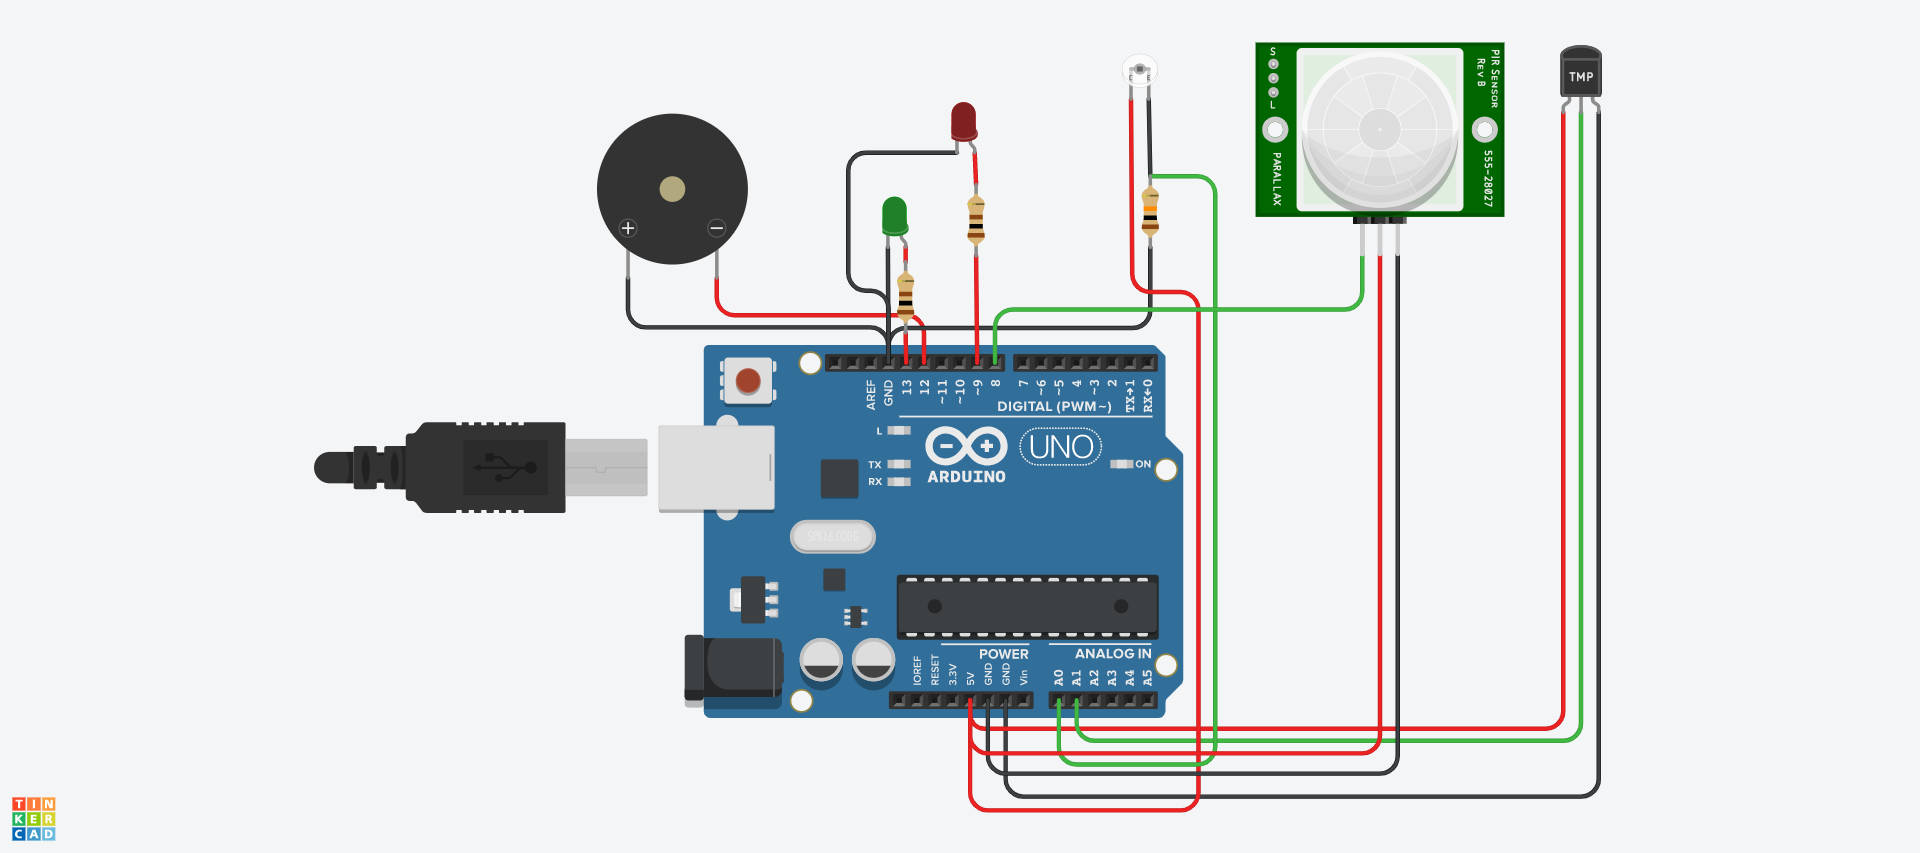 S
L
PARALLAX
PIR SENSOR
REV B
555-28027
TMP
+
−
AREF
GND
13
12
~11
~10
~9
8
7
~6
~5
4
~3
2
TX→1
RX←0
DIGITAL (PWM~)
L
TX
RX
ARDUINO
UNO
ON
SPK16.000G
POWER
ANALOG IN
IOREF
RESET
3.3V
5V
GND
GND
Vin
A0
A1
A2
A3
A4
A5
TIN
KER
CAD